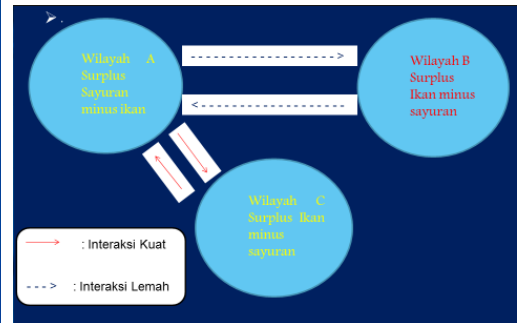 Wilayah A
Surplus
Sayuran
minus ikan
Wilayah B
Surplus
Ikan minus
sayuran
Wilayah C
Surplus Ikan
minus
sayuran
: Interaksi Kuat
: Interaksi Lemah